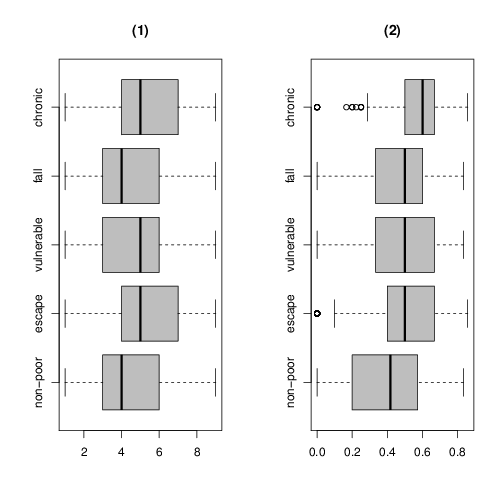 (1)
chronic
fall
vulnerable
escape
non−poor
2 4 6 8
(2)
chronic
fall
vulnerable
escape
non−poor
0.0 0.2 0.4 0.6 0.8